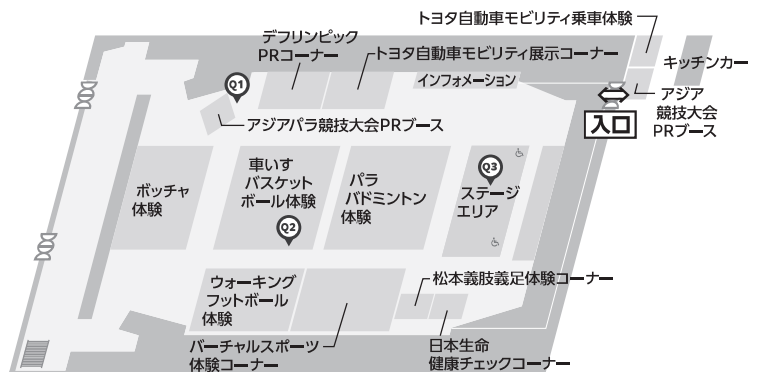 トヨタ自動車モビリティ乗車体験
デフリンピック
PRコーナー
トヨタ自動車モビリティ展示コーナー
キッチンカー
インフォメーション
Q1
アジア
競技大会
PRブース
入口
アジアパラ競技大会PRブース
ボッチャ
体験
車いす
バスケット
ボール体験
Q2
パラ
バドミントン
体験
Q3
ステージ
エリア
ウォーキング
フットボール
体験
松本義肢義足体験コーナー
バーチャルスポーツ
体験コーナー
日本生命
健康チェックコーナー